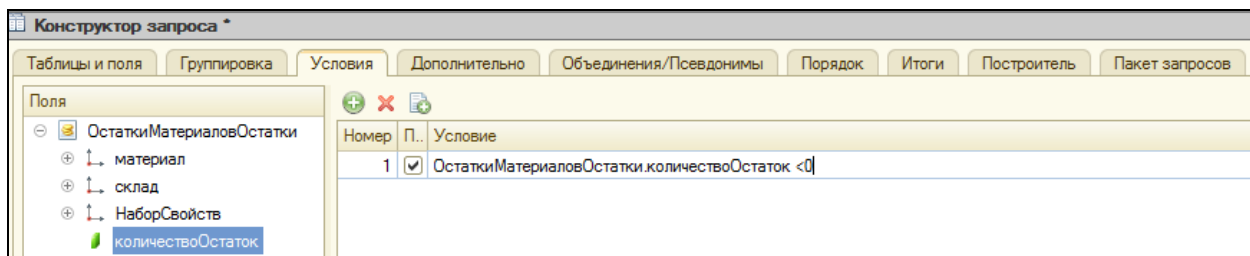 Конструктор запроса *
Таблицы и поля Группировка Условия Дополнительно Объединения/Псевдонимы Порядок Итоги Построитель Пакет запросов
Поля
Номер П.. Условие
ОстаткиМатериаловОстатки
1 ОстаткиМатериаловОстатки.количествоОстаток <0
материал
склад
НаборСвойств
количествоОстаток